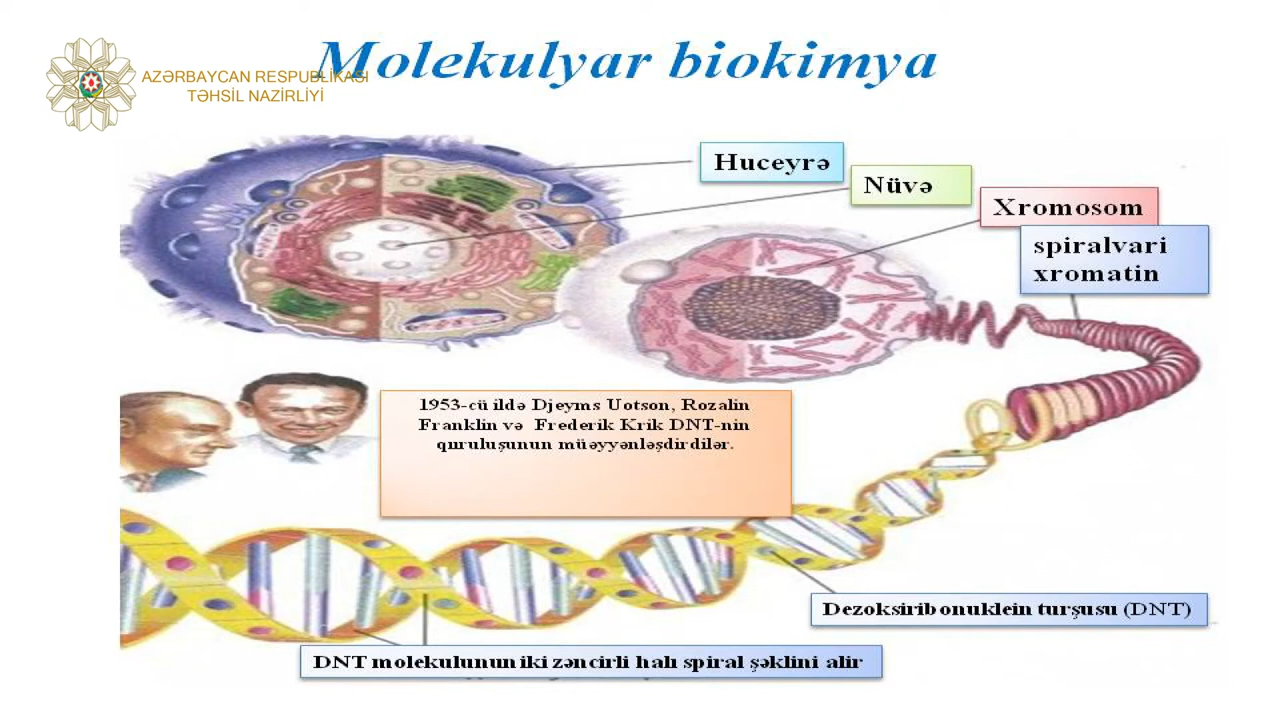 Molekulyar biokimya
AZƏRBAYCAN RESPUBLİKASI
TƏHSİL NAZİRLİYİ
Huceyrə
Nüvə
Xromosom
spiralvari
xromatin
1953-cü ildə Djeyms Uotson, Rozalin
Franklin və Frederik Krik DNT-nin
quruluşunun müəyyənləşdirdilər.
Dezoksiribonuklein turşusu (DNT)
DNT molekulunun iki zəncirli halı spiral şəklini alir